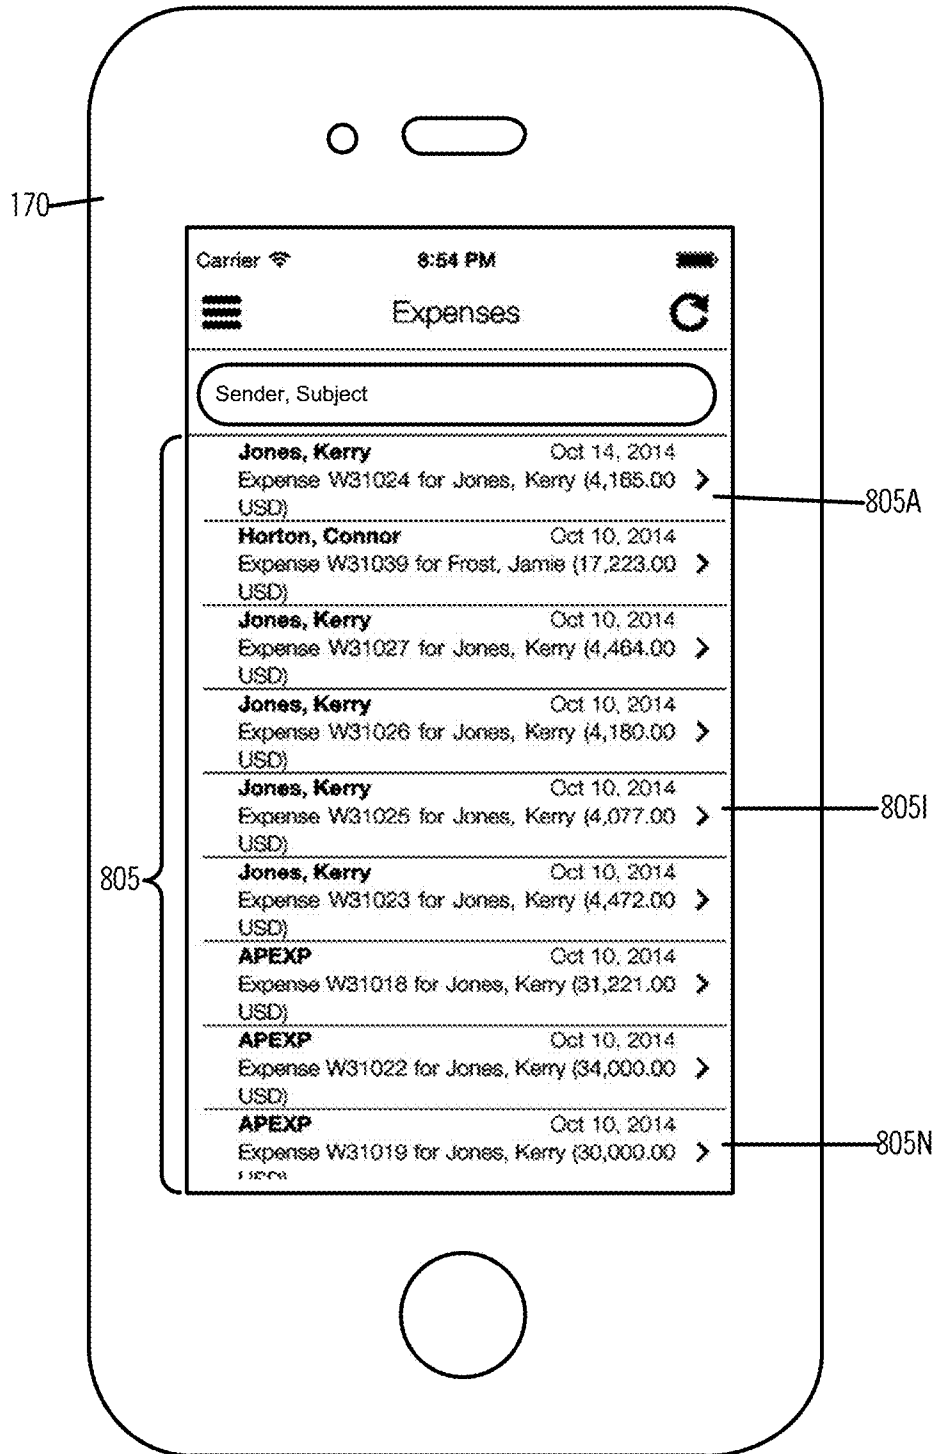 170
Carrier 8:54 PM
Expenses
Sender, Subject
Jones, Kerry Oct 14, 2014
Expense W31024 for Jones, Kerry (4,165.00
USD)
805A
Horton, Connor Oct 10, 2014
Expense W31039 for Frost, Jamie (17,223.00
USD)
Jones, Kerry Oct 10, 2014
Expense W31027 for Jones, Kerry (4,464.00
USD)
Jones, Kerry Oct 10, 2014
Expense W31026 for Jones, Kerry (4,180.00
USD)
Jones, Kerry Oct 10, 2014
Expense W31025 for Jones, Kerry (4,077.00
USD)
805I
805
Jones, Kerry Oct 10, 2014
Expense W31023 for Jones, Kerry (4,472.00
USD)
APEXP Oct 10, 2014
Expense W31018 for Jones, Kerry (31,221.00
USD)
APEXP Oct 10, 2014
Expense W31022 for Jones, Kerry (34,000.00
USD)
APEXP Oct 10, 2014
Expense W31019 for Jones, Kerry (30,000.00
805N